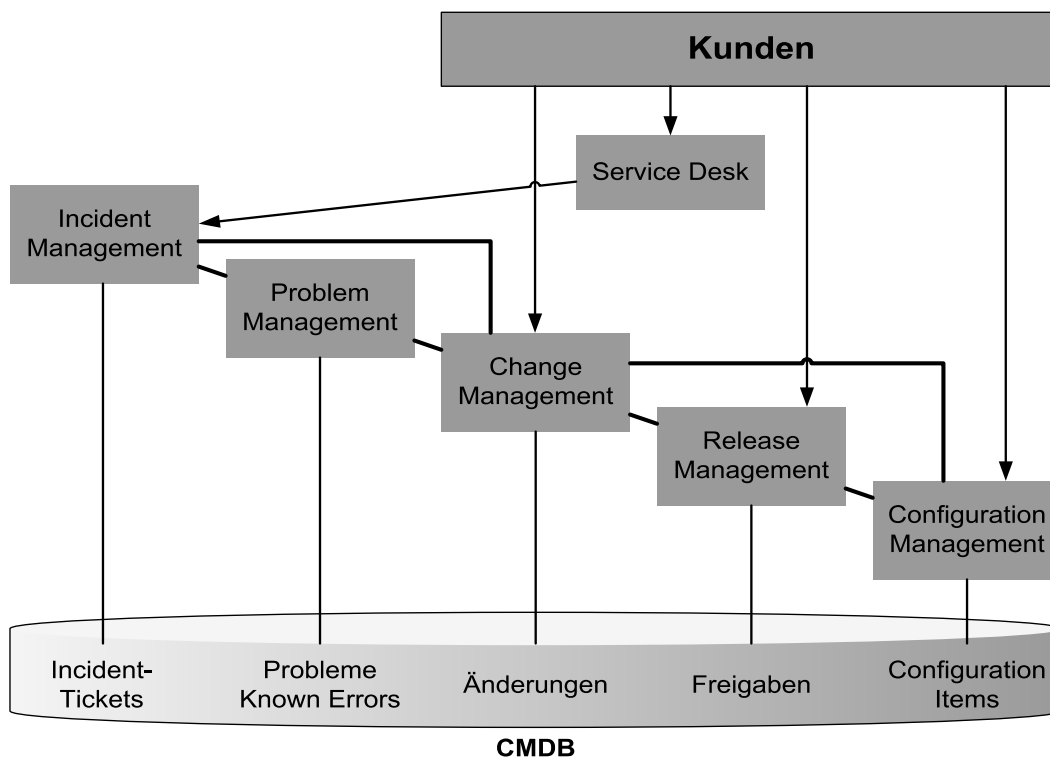 Kunden
Service Desk
Incident
Management
Problem
Management
Change
Management
Release
Management
Configuration
Management
Incident-
Tickets
Probleme
Known Errors
Änderungen
Freigaben
Configuration
Items
CMDB